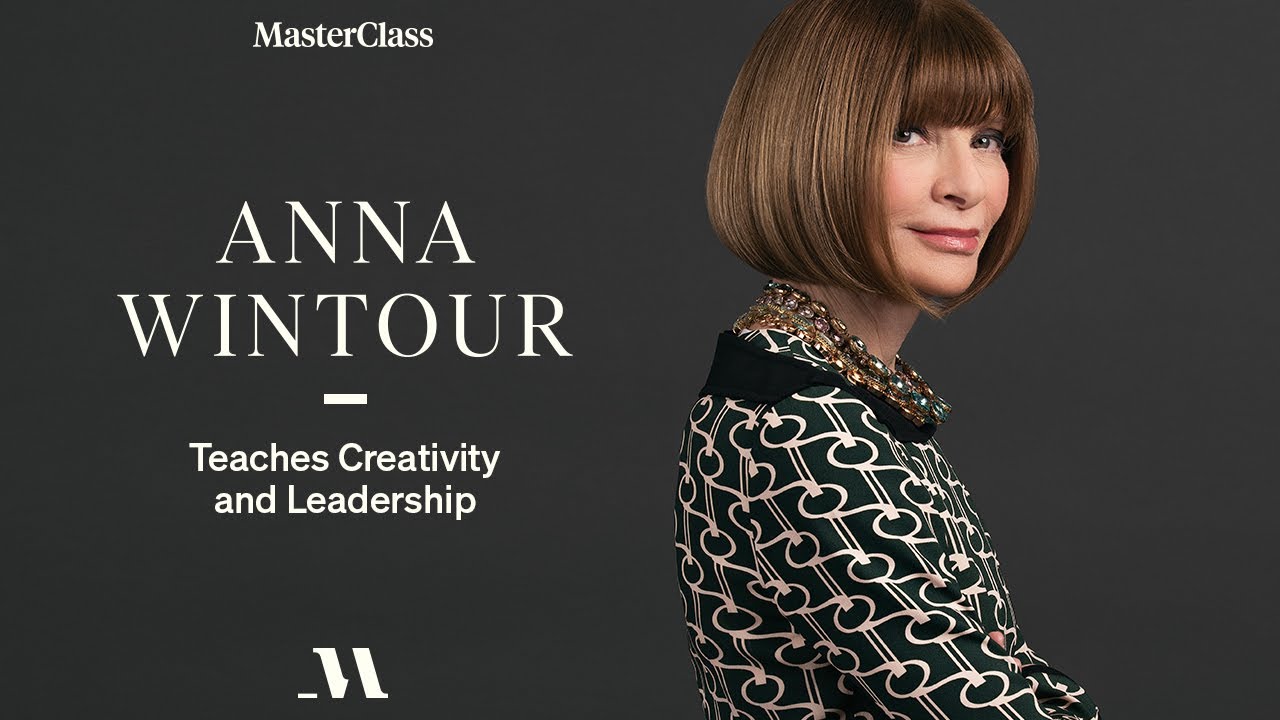 MasterClass
ANNA
WINTOUR
Teaches Creativity
and Leadership